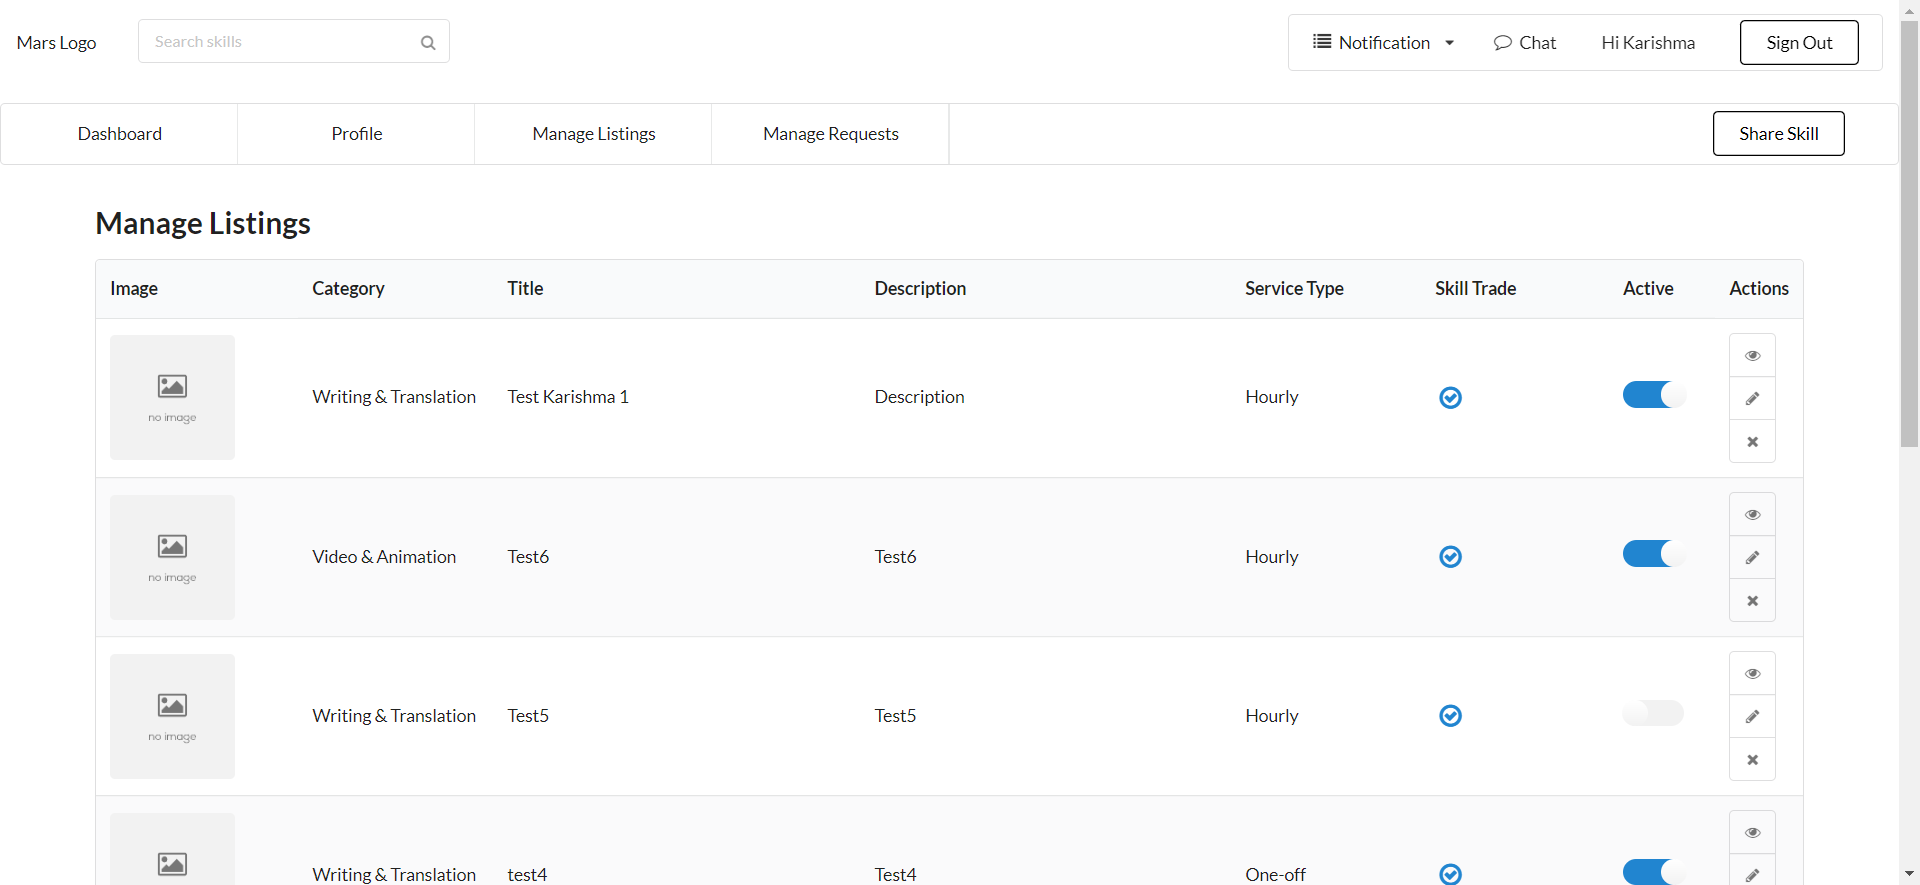 Mars Logo
Search skills
Notification
Chat
Hi Karishma
Sign Out
Dashboard
Profile
Manage Listings
Manage Requests
Share Skill
Manage Listings
Image Category Title Description Service Type Skill Trade Active Actions
no image
Writing & Translation Test Karishma 1 Description Hourly
no image
Video & Animation Test6 Test6 Hourly
no image
Writing & Translation Test5 Test5 Hourly
Writing & Translation test4 Test4 One-off